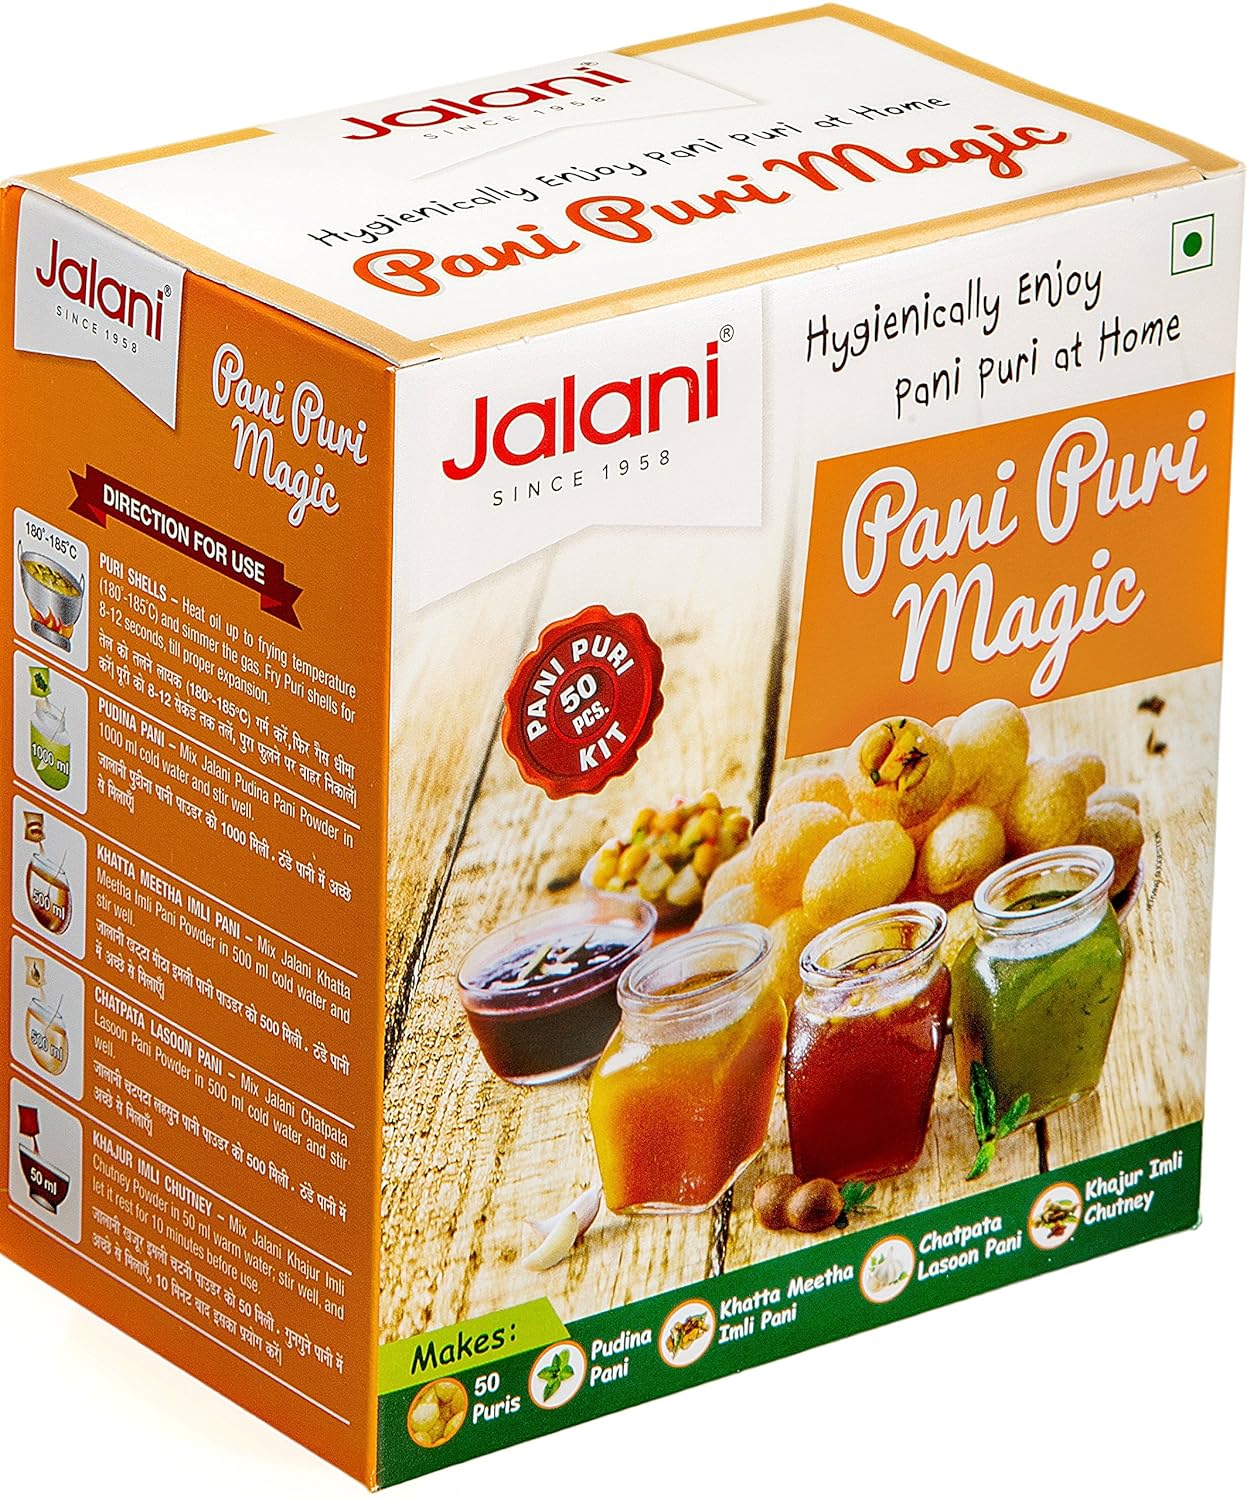 Jalani®
SINCE 1958
Hygienically Enjoy Pani Puri at Home
Pani Puri Magic
Jalani®
SINCE 1958
Pani Puri
Magic
DIRECTION FOR USE
180°-185°C
PURI SHELLS – Heat oil up to frying temperature
(180°-185°C) and simmer the gas. Fry Puri shells for
8-12 seconds, till proper expansion.
तेल को तलने लायक (180º-185ºC) गर्म करें, फिर गैस धीमा
करें। पूरी को 8-12 सेकंड तक तलें, पुरा फुलने पर वाहर निकालें।
1000 ml
PUDINA PANI – Mix Jalani Pudina Pani Powder in
1000 ml cold water and stir well.
जालानी पुदीना पानी पाउडर को 1000 मिली. ठंडे पानी में अच्छे
से मिलाएँ।
500 ml
KHATTA MEETHA IMLI PANI – Mix Jalani Khatta
Meetha Imli Pani Powder in 500 ml cold water and
stir well.
जालानी खट्टा मीठा इमली पानी पाउडर को 500 मिली. ठंडे पानी
में अच्छे से मिलाएँ।
500 ml
CHATPATA LASOON PANI – Mix Jalani Chatpata
Lasoon Pani Powder in 500 ml cold water and stir
well.
जालानी चटपटा लहसुन पानी पाउडर को 500 मिली. ठंडे पानी में
अच्छे से मिलाएँ।
50 ml
KHAJUR IMLI CHUTNEY – Mix Jalani Khajur Imli
Chutney Powder in 50 ml warm water; stir well, and
let it rest for 10 minutes before use.
जालानी खजूर इमली चटनी पाउडर को 50 मिली. गुनगुने पानी में
अच्छे से मिलाएँ, 10 मिनट बाद इसका प्रयोग करें।
Jalani®
SINCE 1958
Hygienically Enjoy
Pani Puri at Home
Pani Puri
Magic
PANI PURI
50
PCS.
KIT
Makes:
50
Puris
Pudina
Pani
Khatta Meetha
Imli Pani
Chatpata
Lasoon Pani
Khajur Imli
Chutney